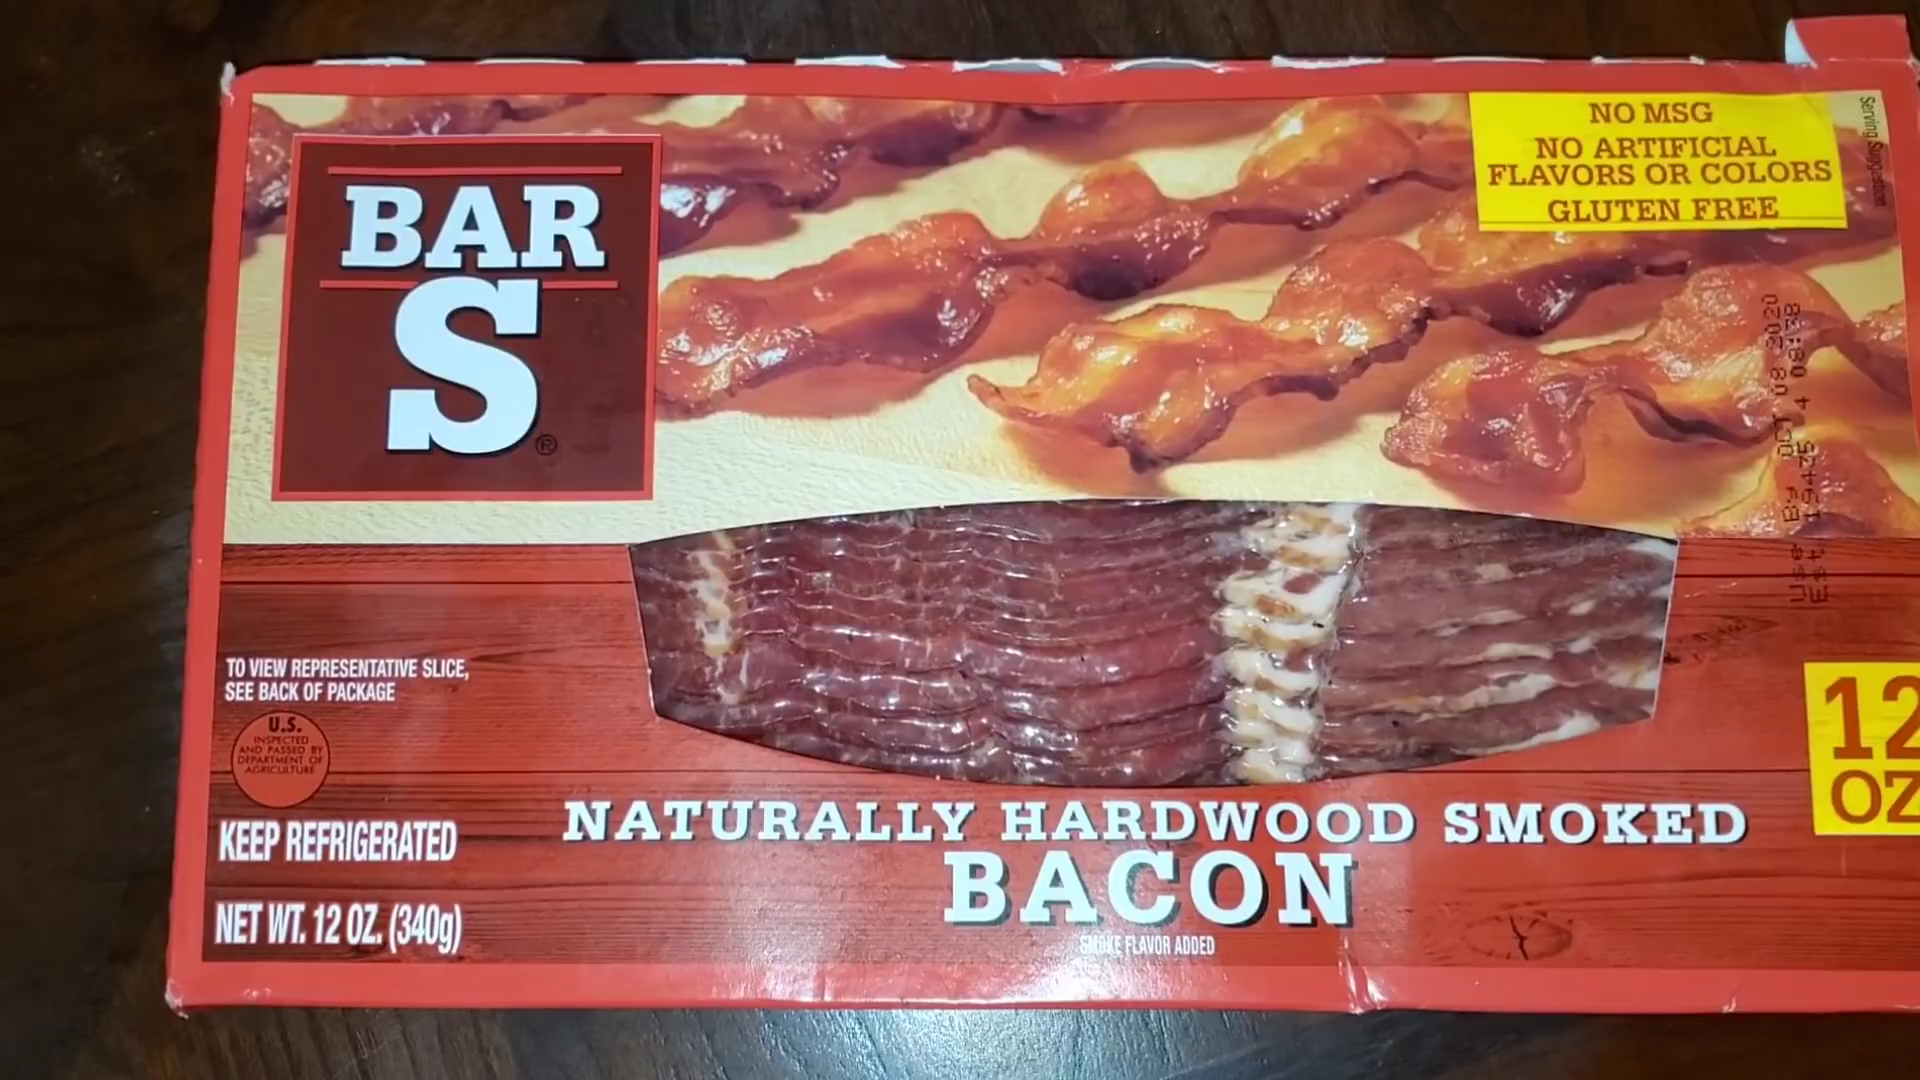 BAR
S
®
NO MSG
NO ARTIFICIAL
FLAVORS OR COLORS
GLUTEN FREE
Serving Suggestion
Use By OCT 08 2020
TO VIEW REPRESENTATIVE SLICE,
SEE BACK OF PACKAGE
U.S.
INSPECTED
AND PASSED BY
DEPARTMENT OF
AGRICULTURE
KEEP REFRIGERATED
NET WT. 12 OZ. (340g)
12
OZ
NATURALLY HARDWOOD SMOKED
BACON
SMOKE FLAVOR ADDED